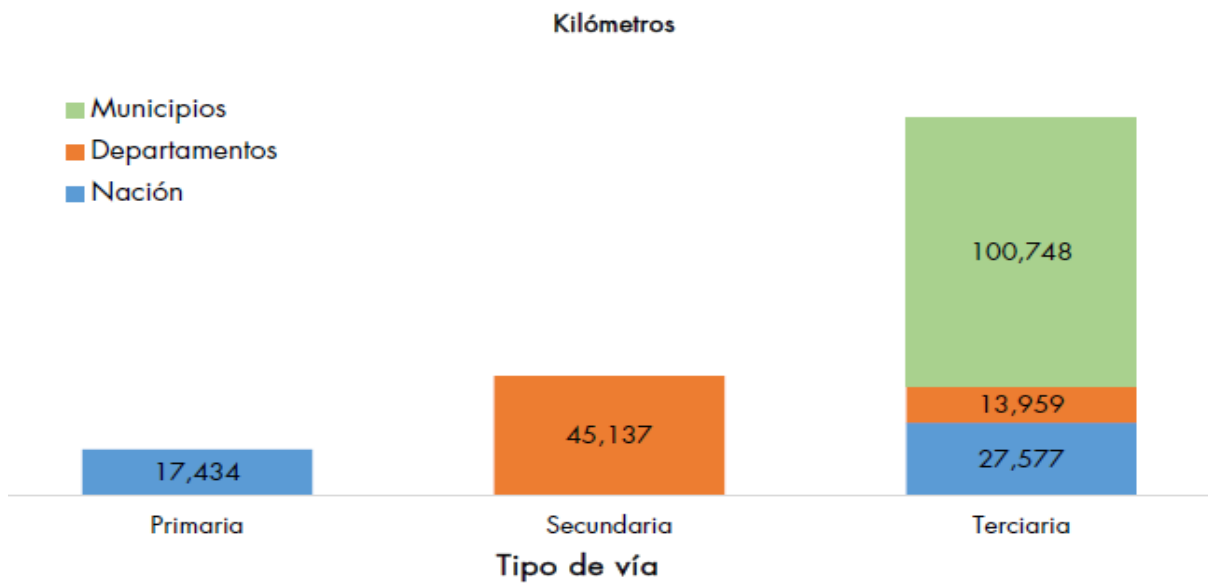 Kilómetros
Municipios
Departamentos
Nación
100,748
13,959
45,137
17,434
27,577
Primaria
Secundaria
Terciaria
Tipo de vía